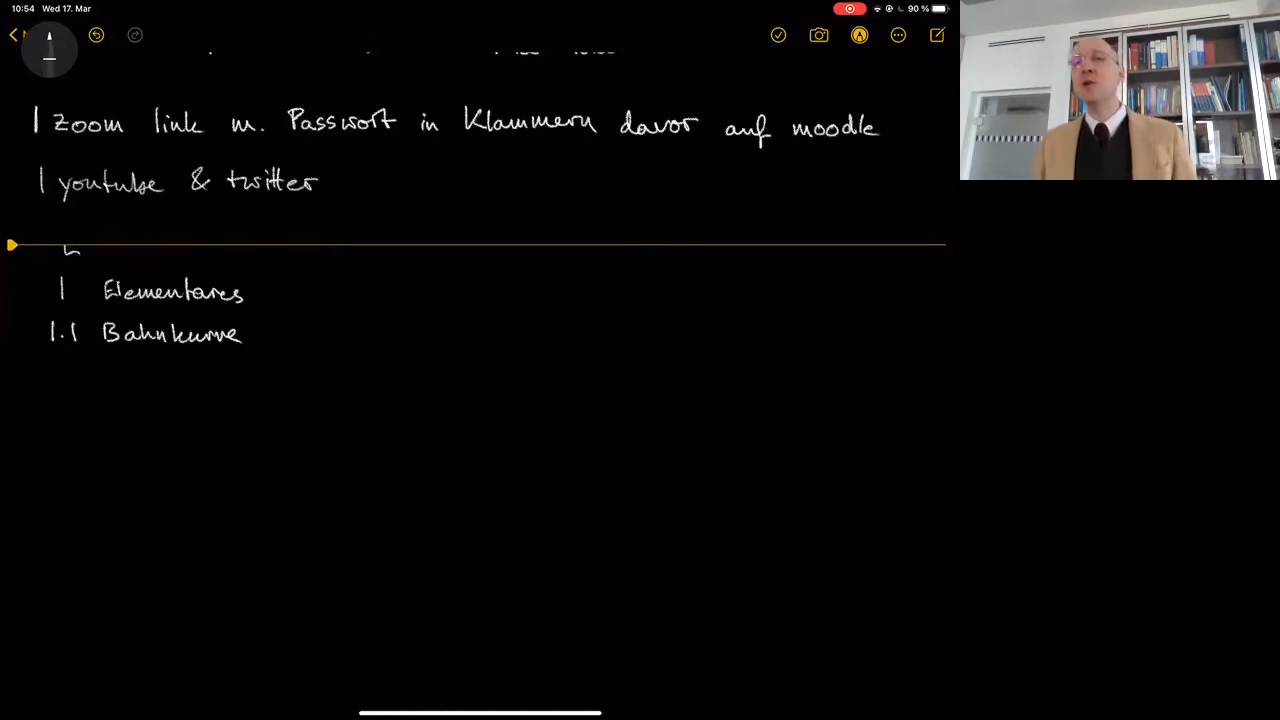 10:54 Wed 17. Mar 90 %
| zoom link m. Passwort in Klammern davor auf moodle
| youtube & twitter
1 Elementares
1.1 Bahnkurve